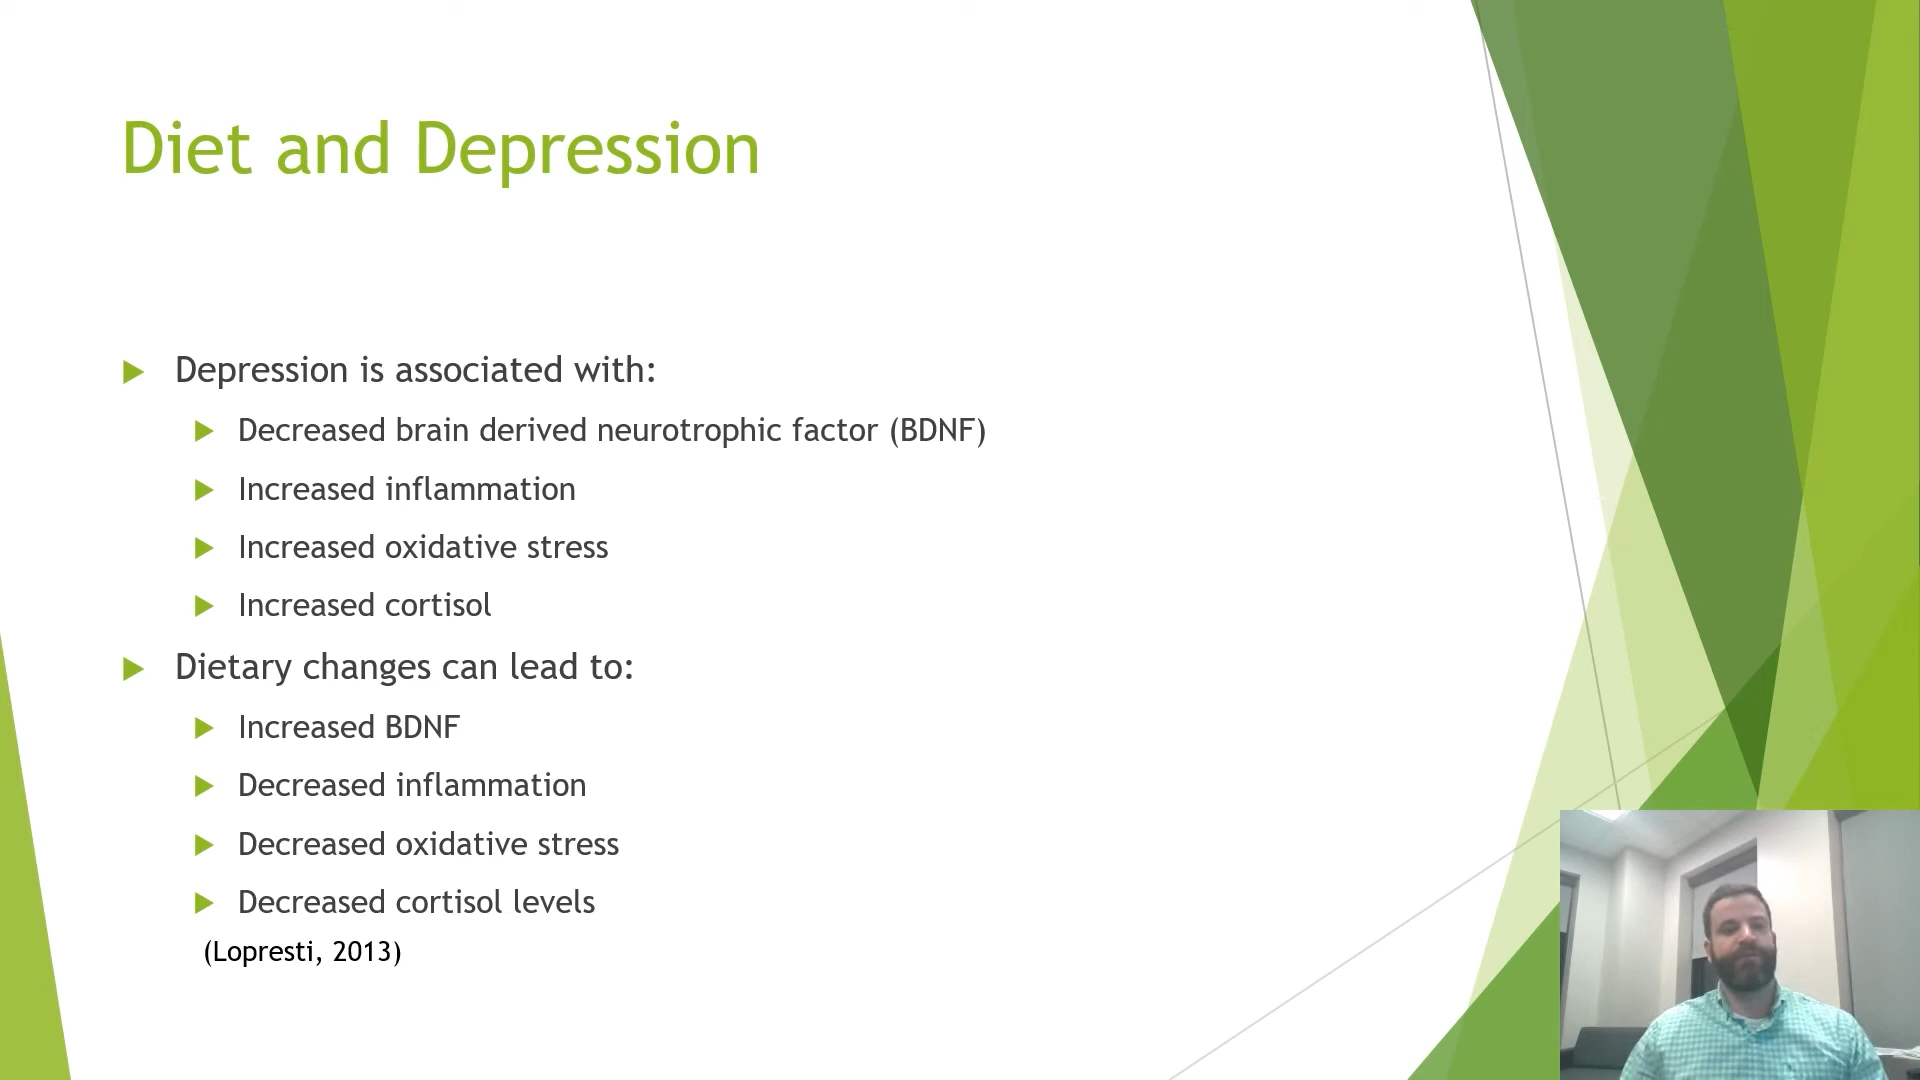 Diet and Depression
Depression is associated with:
Decreased brain derived neurotrophic factor (BDNF)
Increased inflammation
Increased oxidative stress
Increased cortisol
Dietary changes can lead to:
Increased BDNF
Decreased inflammation
Decreased oxidative stress
Decreased cortisol levels
(Lopresti, 2013)